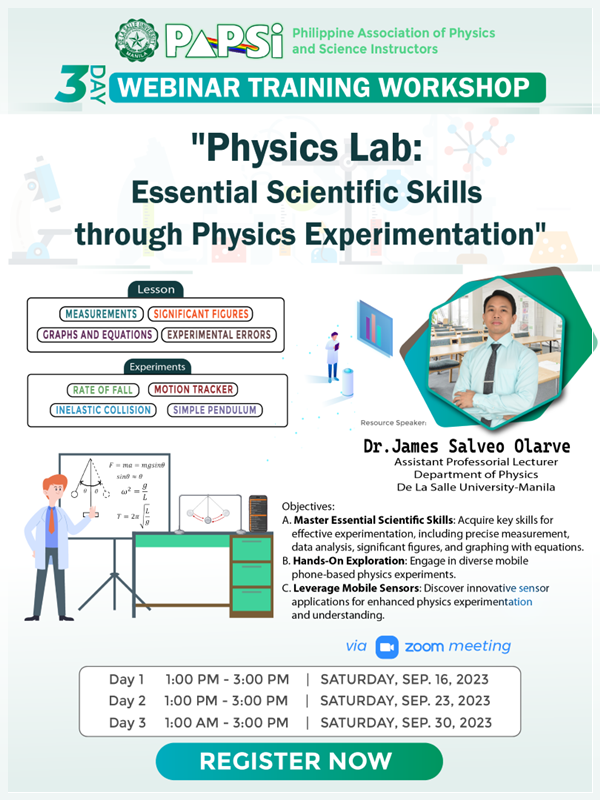 PAPSi
Philippine Association of Physics
and Science Instructors
3 DAY WEBINAR TRAINING WORKSHOP
"Physics Lab:
Essential Scientific Skills
through Physics Experimentation"
Lesson
MEASUREMENTS SIGNIFICANT FIGURES
GRAPHS AND EQUATIONS EXPERIMENTAL ERRORS
Experiments
RATE OF FALL MOTION TRACKER
INELASTIC COLLISION SIMPLE PENDULUM
Resource Speaker:
Dr.James Salveo Olarve
Assistant Professorial Lecturer
Department of Physics
De La Salle University-Manila
F = ma = mgsinθ
sinθ ≈ θ
ω² = g/L
θ θ
Objectives:
A. Master Essential Scientific Skills: Acquire key skills for
effective experimentation, including precise measurement,
data analysis, significant figures, and graphing with equations.
B. Hands-On Exploration: Engage in diverse mobile
phone-based physics experiments.
C. Leverage Mobile Sensors: Discover innovative sensor
applications for enhanced physics experimentation
and understanding.
via zoom meeting
Day 1 1:00 PM - 3:00 PM | SATURDAY, SEP. 16, 2023
Day 2 1:00 PM - 3:00 PM | SATURDAY, SEP. 23, 2023
Day 3 1:00 AM - 3:00 PM | SATURDAY, SEP. 30, 2023
REGISTER NOW